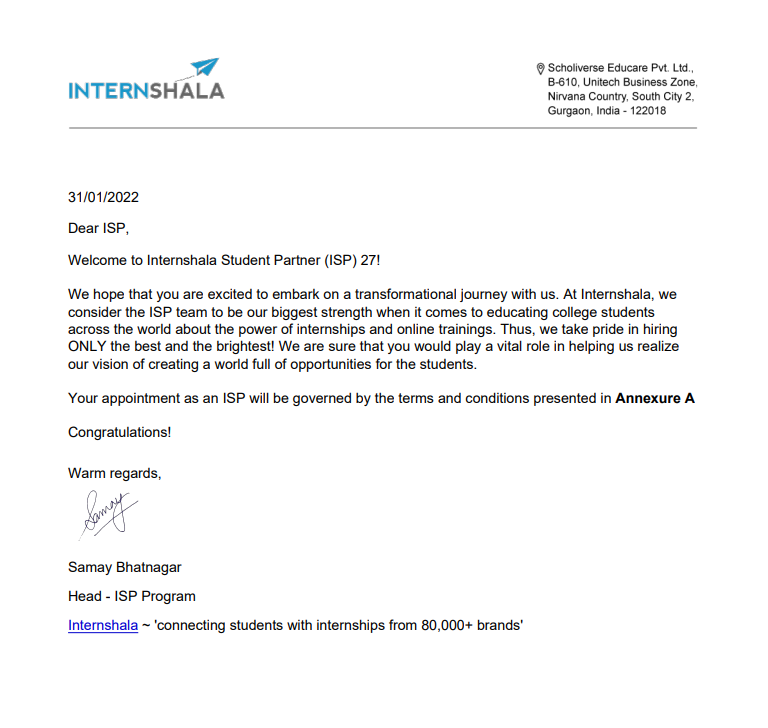 INTERNSHALA
Scholiverse Educare Pvt. Ltd.,
B-610, Unitech Business Zone,
Nirvana Country, South City 2,
Gurgaon, India - 122018
31/01/2022
Dear ISP,
Welcome to Internshala Student Partner (ISP) 27!
We hope that you are excited to embark on a transformational journey with us. At Internshala, we
consider the ISP team to be our biggest strength when it comes to educating college students
across the world about the power of internships and online trainings. Thus, we take pride in hiring
ONLY the best and the brightest! We are sure that you would play a vital role in helping us realize
our vision of creating a world full of opportunities for the students.
Your appointment as an ISP will be governed by the terms and conditions presented in Annexure A
Congratulations!
Warm regards,
Samay
Samay Bhatnagar
Head - ISP Program
Internshala ~ 'connecting students with internships from 80,000+ brands'